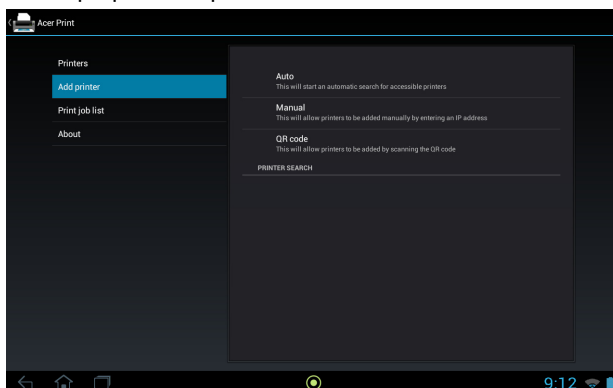 Acer Print
Printers
Add printer
Print job list
About
Auto
This will start an automatic search for accessible printers
Manual
This will allow printers to be added manually by entering an IP address
QR code
This will allow printers to be added by scanning the QR code
PRINTER SEARCH
9:12